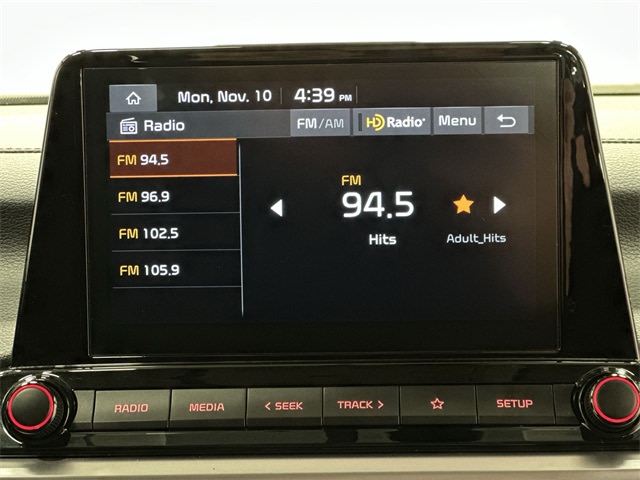 Mon, Nov. 10 4:39 PM
Radio FM/AM HD Radio® Menu
FM 94.5
FM 96.9
FM 102.5
FM 105.9
FM
94.5
Hits Adult_Hits
RADIO MEDIA < SEEK TRACK > SETUP